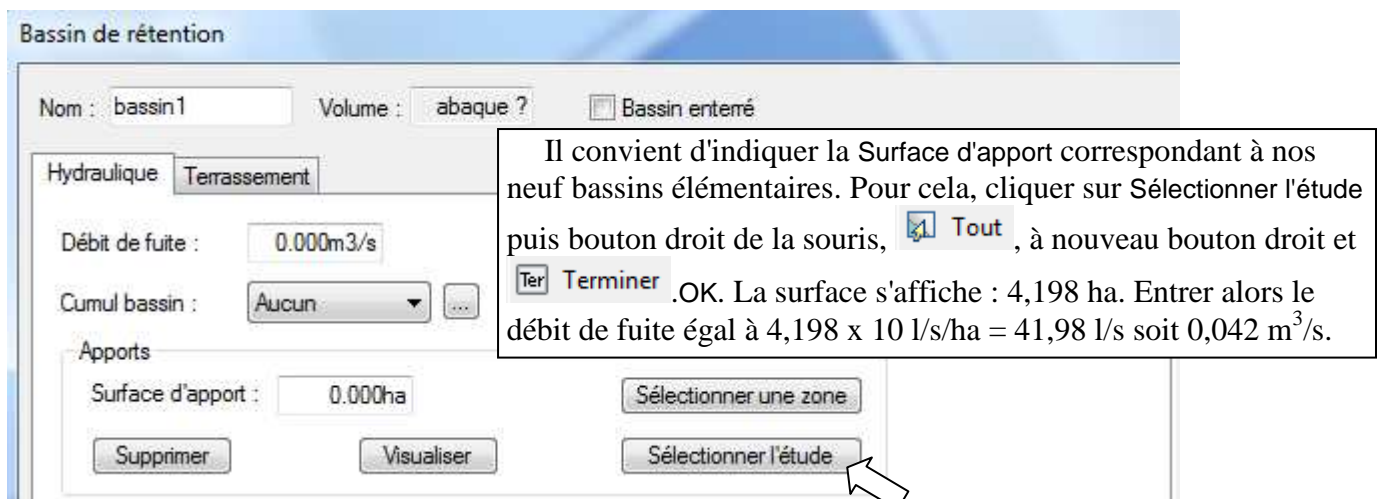 Bassin de rétention
Nom : bassin1 Volume : abaque ? Bassin enterré
Hydraulique Terrassement
Il convient d'indiquer la Surface d'apport correspondant à nos
neuf bassins élémentaires. Pour cela, cliquer sur Sélectionner l'étude
puis bouton droit de la souris, Tout , à nouveau bouton droit et
Ter Terminer .OK. La surface s'affiche : 4,198 ha. Entrer alors le
débit de fuite égal à 4,198 x 10 l/s/ha = 41,98 l/s soit 0,042 m³/s.
Débit de fuite : 0.000m3/s
Cumul bassin : Aucun ...
Apports
Surface d'apport : 0.000ha Sélectionner une zone
Supprimer Visualiser Sélectionner l'étude